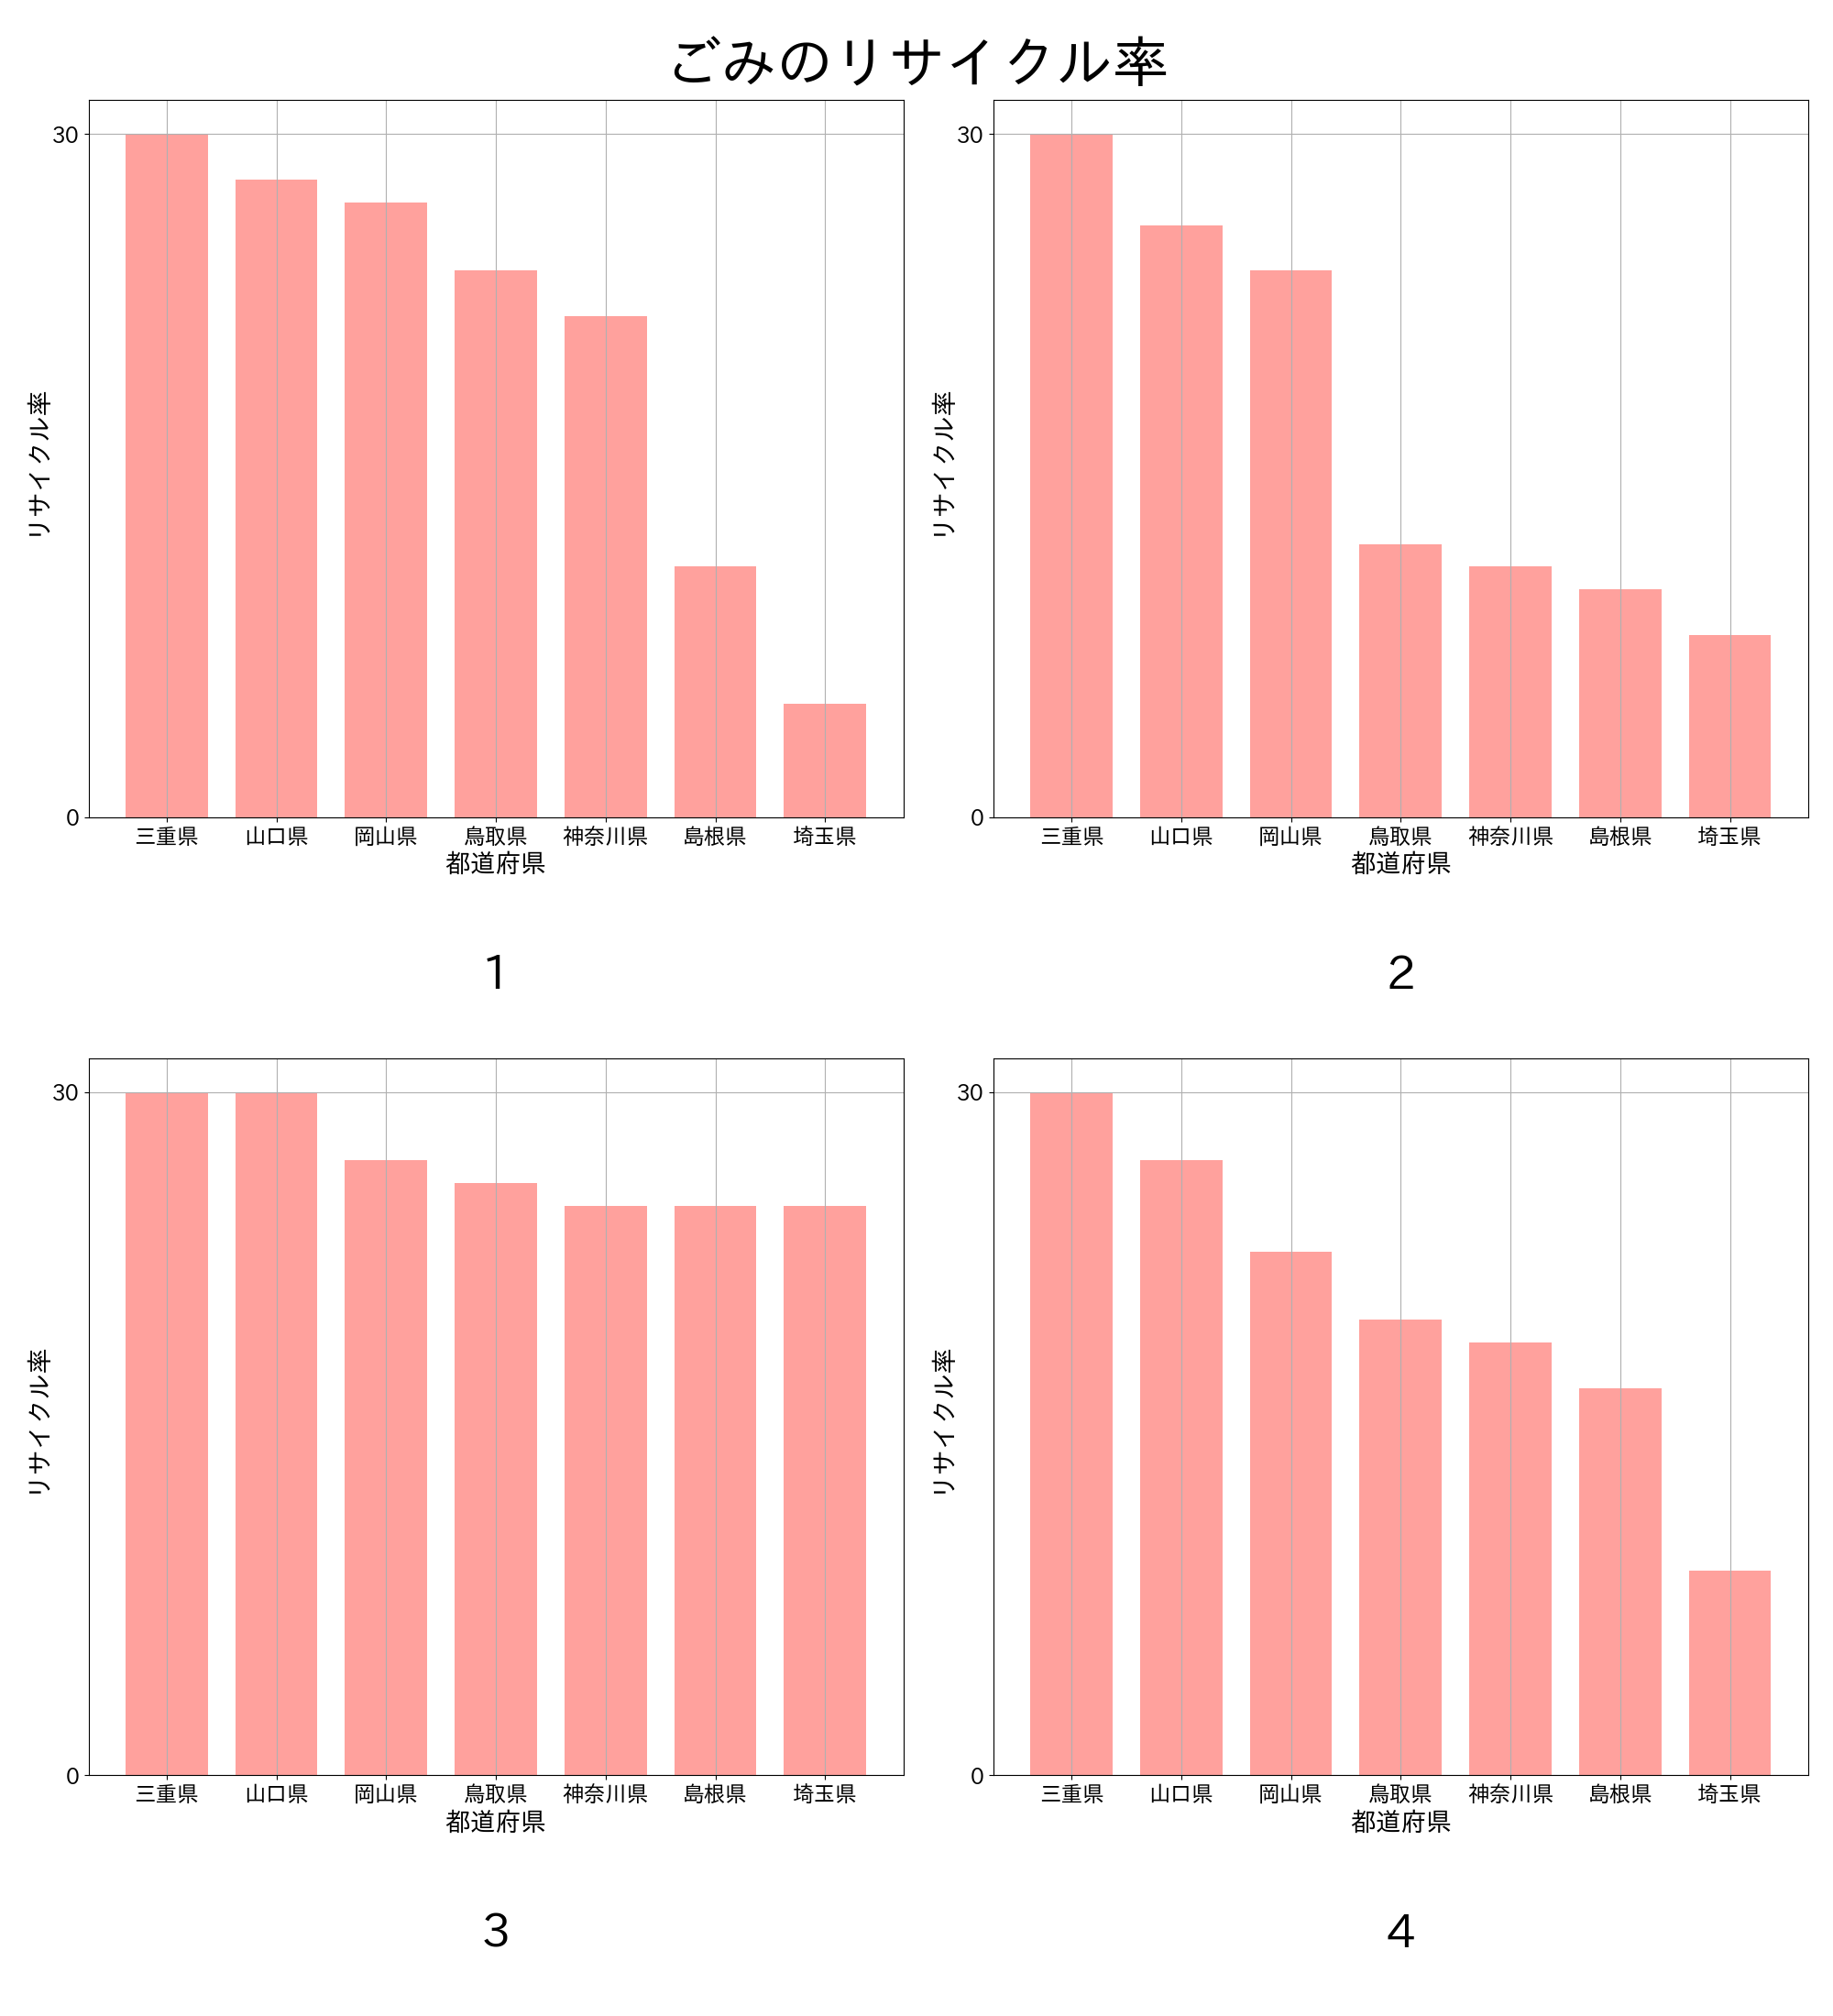 ごみのリサイクル率
30
0
リサイクル率
三重県 山口県 岡山県 鳥取県 神奈川県 島根県 埼玉県
都道府県
1
30
0
リサイクル率
三重県 山口県 岡山県 鳥取県 神奈川県 島根県 埼玉県
都道府県
2
30
0
リサイクル率
三重県 山口県 岡山県 鳥取県 神奈川県 島根県 埼玉県
都道府県
3
30
0
リサイクル率
三重県 山口県 岡山県 鳥取県 神奈川県 島根県 埼玉県
都道府県
4